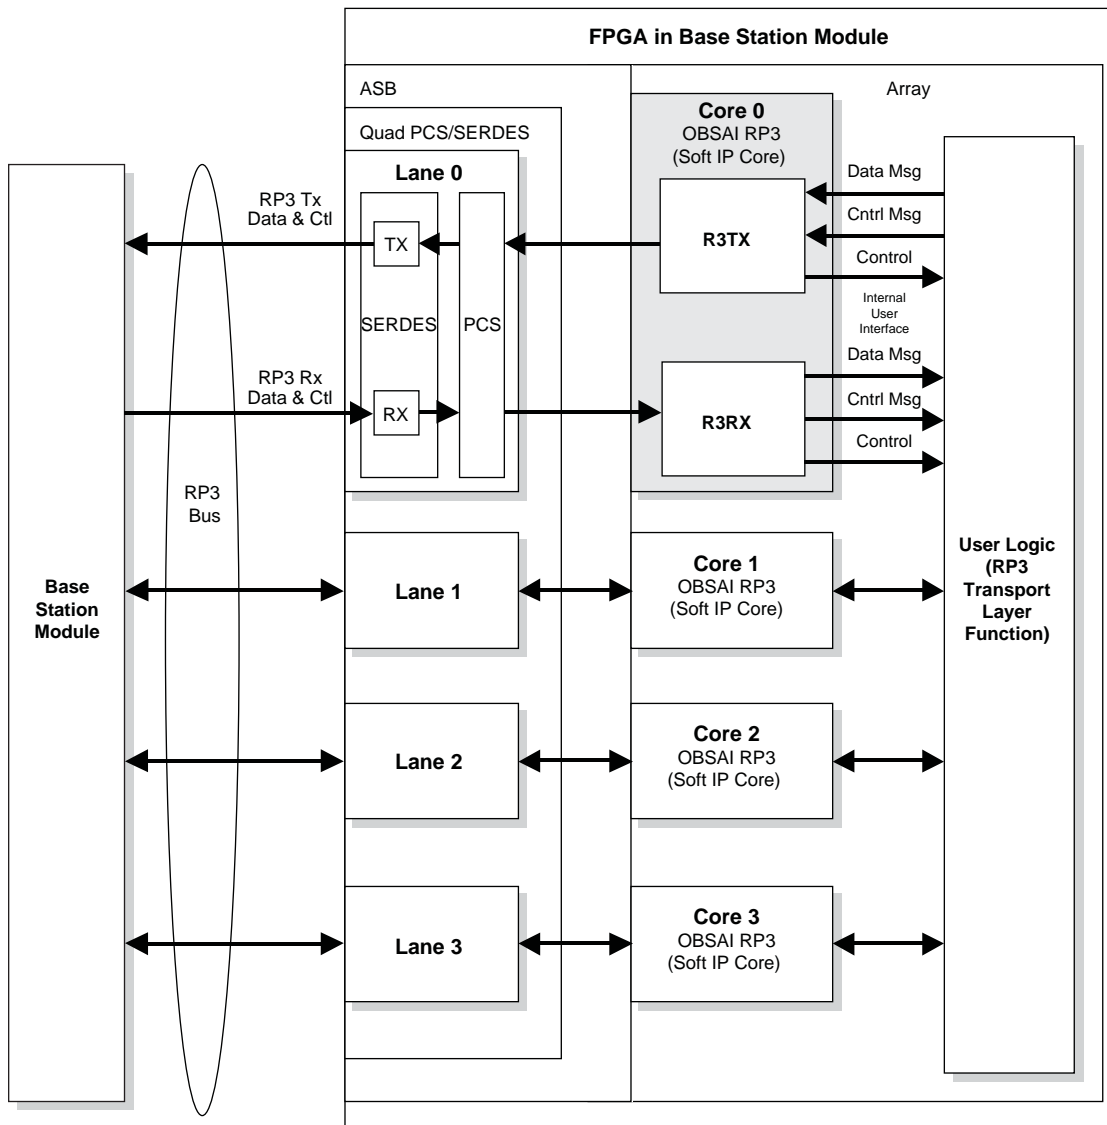 FPGA in Base Station Module
ASB
Array
Quad PCS/SERDES
Lane 0
Core 0
OBSAI RP3
(Soft IP Core)
RP3 Tx
Data & Ctl
TX
SERDES
PCS
RX
RP3 Rx
Data & Ctl
R3TX
R3RX
Data Msg
Cntrl Msg
Control
Internal
User
Interface
Data Msg
Cntrl Msg
Control
RP3
Bus
Base
Station
Module
Lane 1
Core 1
OBSAI RP3
(Soft IP Core)
User Logic
(RP3
Transport
Layer
Function)
Lane 2
Core 2
OBSAI RP3
(Soft IP Core)
Lane 3
Core 3
OBSAI RP3
(Soft IP Core)